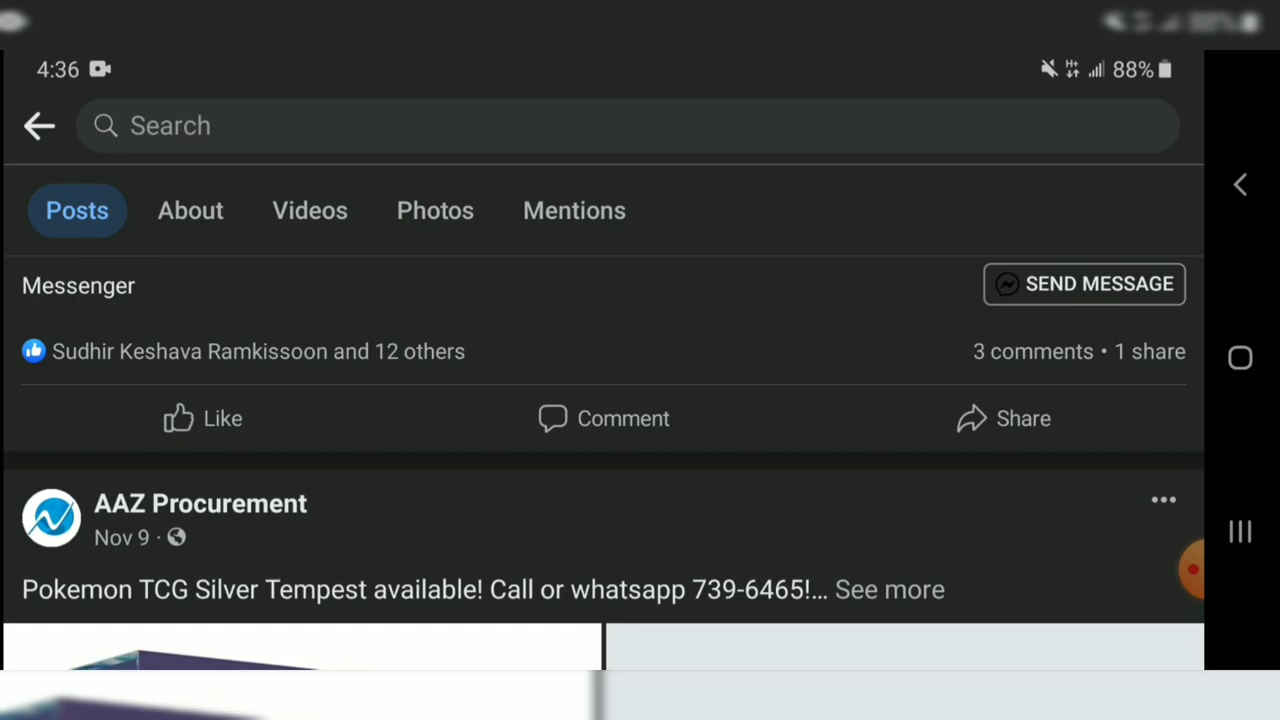 4:36
H+
88%
Search
Posts About Videos Photos Mentions
Messenger
SEND MESSAGE
Sudhir Keshava Ramkissoon and 12 others
3 comments • 1 share
Like Comment Share
AAZ Procurement
Nov 9 ·
Pokemon TCG Silver Tempest available! Call or whatsapp 739-6465!... See more